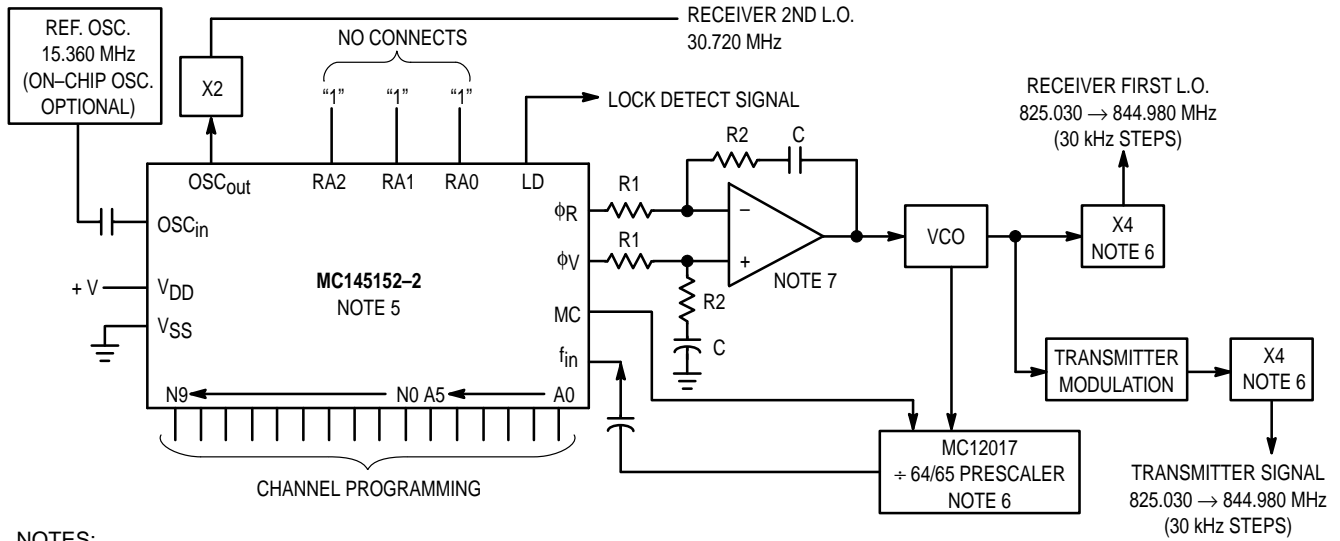 REF. OSC.
15.360 MHz
(ON–CHIP OSC.
OPTIONAL)
X2
NO CONNECTS
“1” “1” “1”
RECEIVER 2ND L.O.
30.720 MHz
LOCK DETECT SIGNAL
RECEIVER FIRST L.O.
825.030 → 844.980 MHz
(30 kHz STEPS)
OSCout RA2 RA1 RA0 LD
OSCin
+ V
VDD
VSS
MC145152–2
NOTE 5
ϕR
ϕV
MC
fin
N9 N0 A5 A0
CHANNEL PROGRAMMING
R1
R1
R2
C
–
+
NOTE 7
R2
C
VCO
X4
NOTE 6
TRANSMITTER
MODULATION
X4
NOTE 6
MC12017
÷ 64/65 PRESCALER
NOTE 6
TRANSMITTER SIGNAL
825.030 → 844.980 MHz
(30 kHz STEPS)